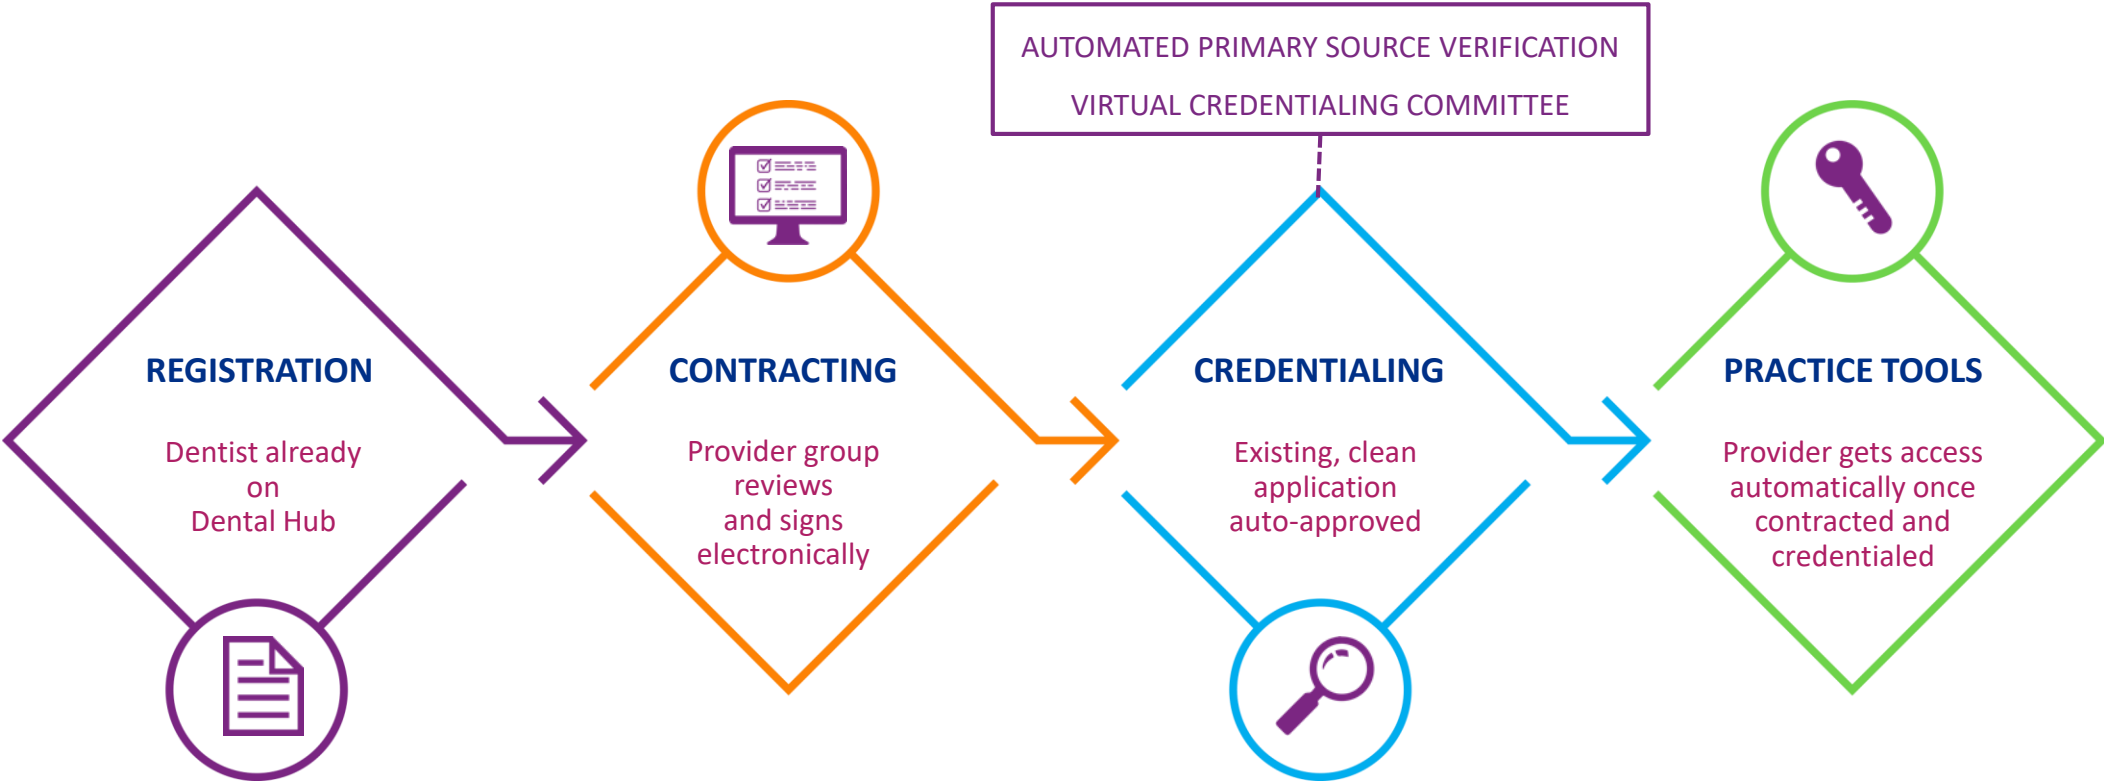 AUTOMATED PRIMARY SOURCE VERIFICATION
VIRTUAL CREDENTIALING COMMITTEE
REGISTRATION
Dentist already
on
Dental Hub
CONTRACTING
Provider group
reviews
and signs
electronically
CREDENTIALING
Existing, clean
application
auto-approved
PRACTICE TOOLS
Provider gets access
automatically once
contracted and
credentialed